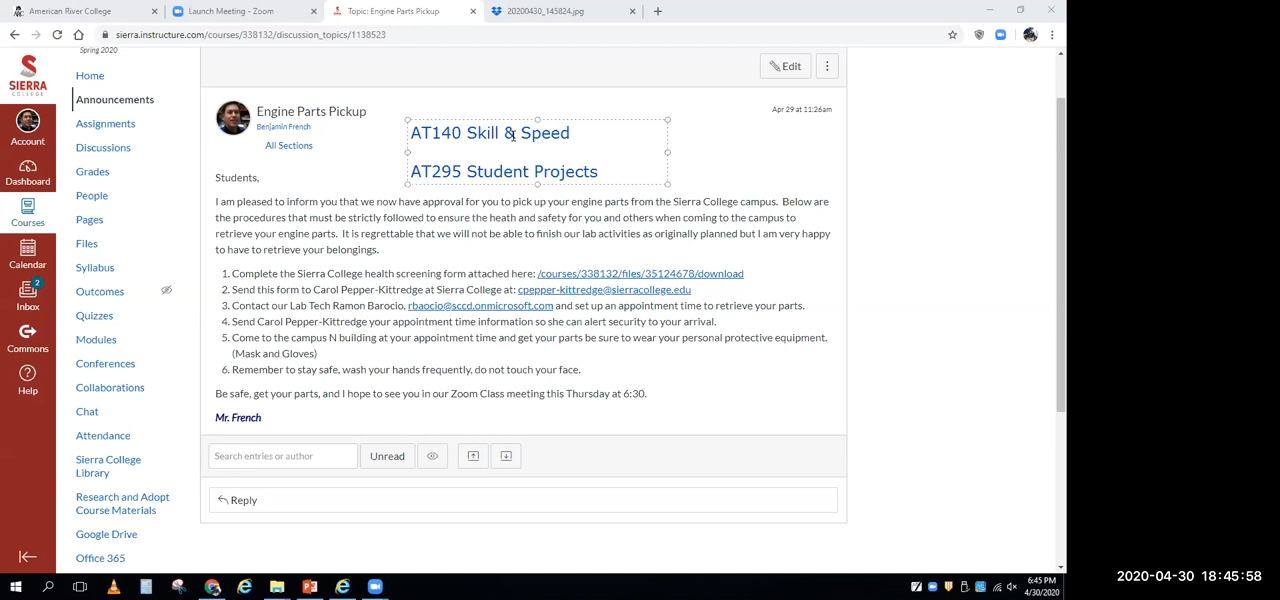 American River College
Launch Meeting - Zoom
Topic: Engine Parts Pickup
20200430_145824.jpg
sierra.instructure.com/courses/338132/discussion_topics/1138523
Spring 2020
SIERRA
COLLEGE
Account
Dashboard
Courses
Calendar
2
Inbox
Commons
Help
Home
Announcements
Assignments
Discussions
Grades
People
Pages
Files
Syllabus
Outcomes
Quizzes
Modules
Conferences
Collaborations
Chat
Attendance
Sierra College
Library
Research and Adopt
Course Materials
Google Drive
Office 365
Edit
Engine Parts Pickup
Apr 29 at 11:26am
Benjamin French
All Sections
AT140 Skill & Speed
AT295 Student Projects
Students,
I am pleased to inform you that we now have approval for you to pick up your engine parts from the Sierra College campus. Below are
the procedures that must be strictly followed to ensure the heath and safety for you and others when coming to the campus to
retrieve your engine parts. It is regrettable that we will not be able to finish our lab activities as originally planned but I am very happy
to have to retrieve your belongings.
1. Complete the Sierra College health screening form attached here: /courses/338132/files/35124678/download
2. Send this form to Carol Pepper-Kittredge at Sierra College at: cpepper-kittredge@sierracollege.edu
3. Contact our Lab Tech Ramon Barocio, rbaocio@sccd.onmicrosoft.com and set up an appointment time to retrieve your parts.
4. Send Carol Pepper-Kittredge your appointment time information so she can alert security to your arrival.
5. Come to the campus N building at your appointment time and get your parts be sure to wear your personal protective equipment.
(Mask and Gloves)
6. Remember to stay safe, wash your hands frequently, do not touch your face.
Be safe, get your parts, and I hope to see you in our Zoom Class meeting this Thursday at 6:30.
Mr. French
Search entries or author
Unread
Reply
6:45 PM
4/30/2020
2020-04-30 18:45:58